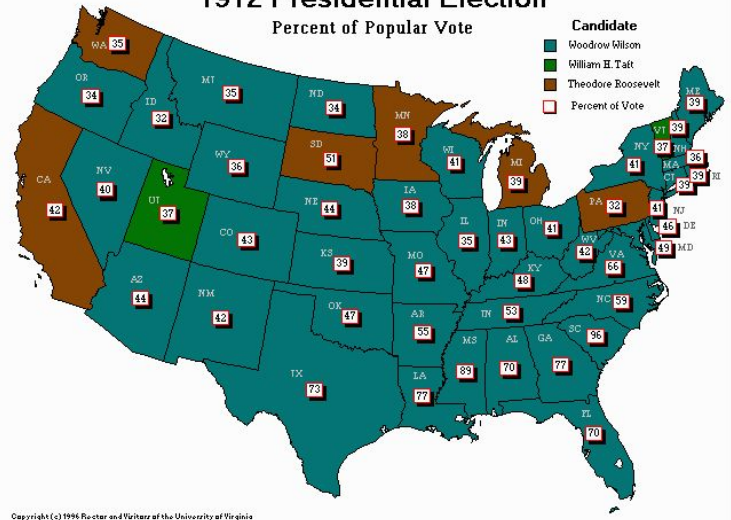 1912 Presidential Election
Percent of Popular Vote
Candidate
Woodrow Wilson
William H. Taft
Theodore Roosevelt
Percent of Vote
WA 35
OR 34
ID 32
MT 35
ND 34
MN 38
SD 51
WY 36
WI 41
MI 39
ME 39
VT 39
NH
37
NY 41
MA 36
CT 39
39 RI
CA 42
NV 40
UT 37
CO 43
NE 44
IA 38
IL 35
IN 43
OH 41
PA 32
41 NJ
46 DE
49 MD
WV 42
VA 66
KY 48
KS 39
MO 47
AZ 44
NM 42
OK 47
AR 55
TN 53
NC 59
SC 96
TX 73
LA 77
MS 89
AL 70
GA 77
FL 70
Copyright (c) 1996 Rector and Visitors of the University of Virginia